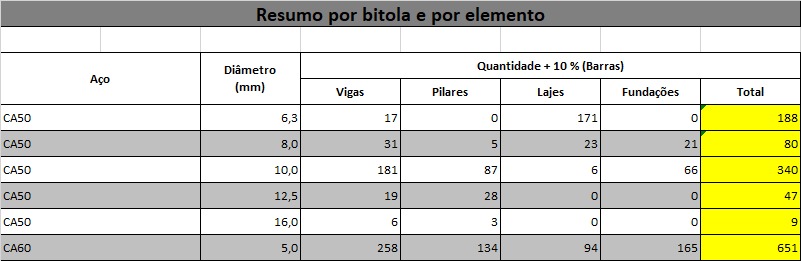 Resumo por bitola e por elemento
Aço Diâmetro (mm) Quantidade + 10 % (Barras)
Vigas Pilares Lajes Fundações Total
CA50 6,3 17 0 171 0 188
CA50 8,0 31 5 23 21 80
CA50 10,0 181 87 6 66 340
CA50 12,5 19 28 0 0 47
CA50 16,0 6 3 0 0 9
CA60 5,0 258 134 94 165 651